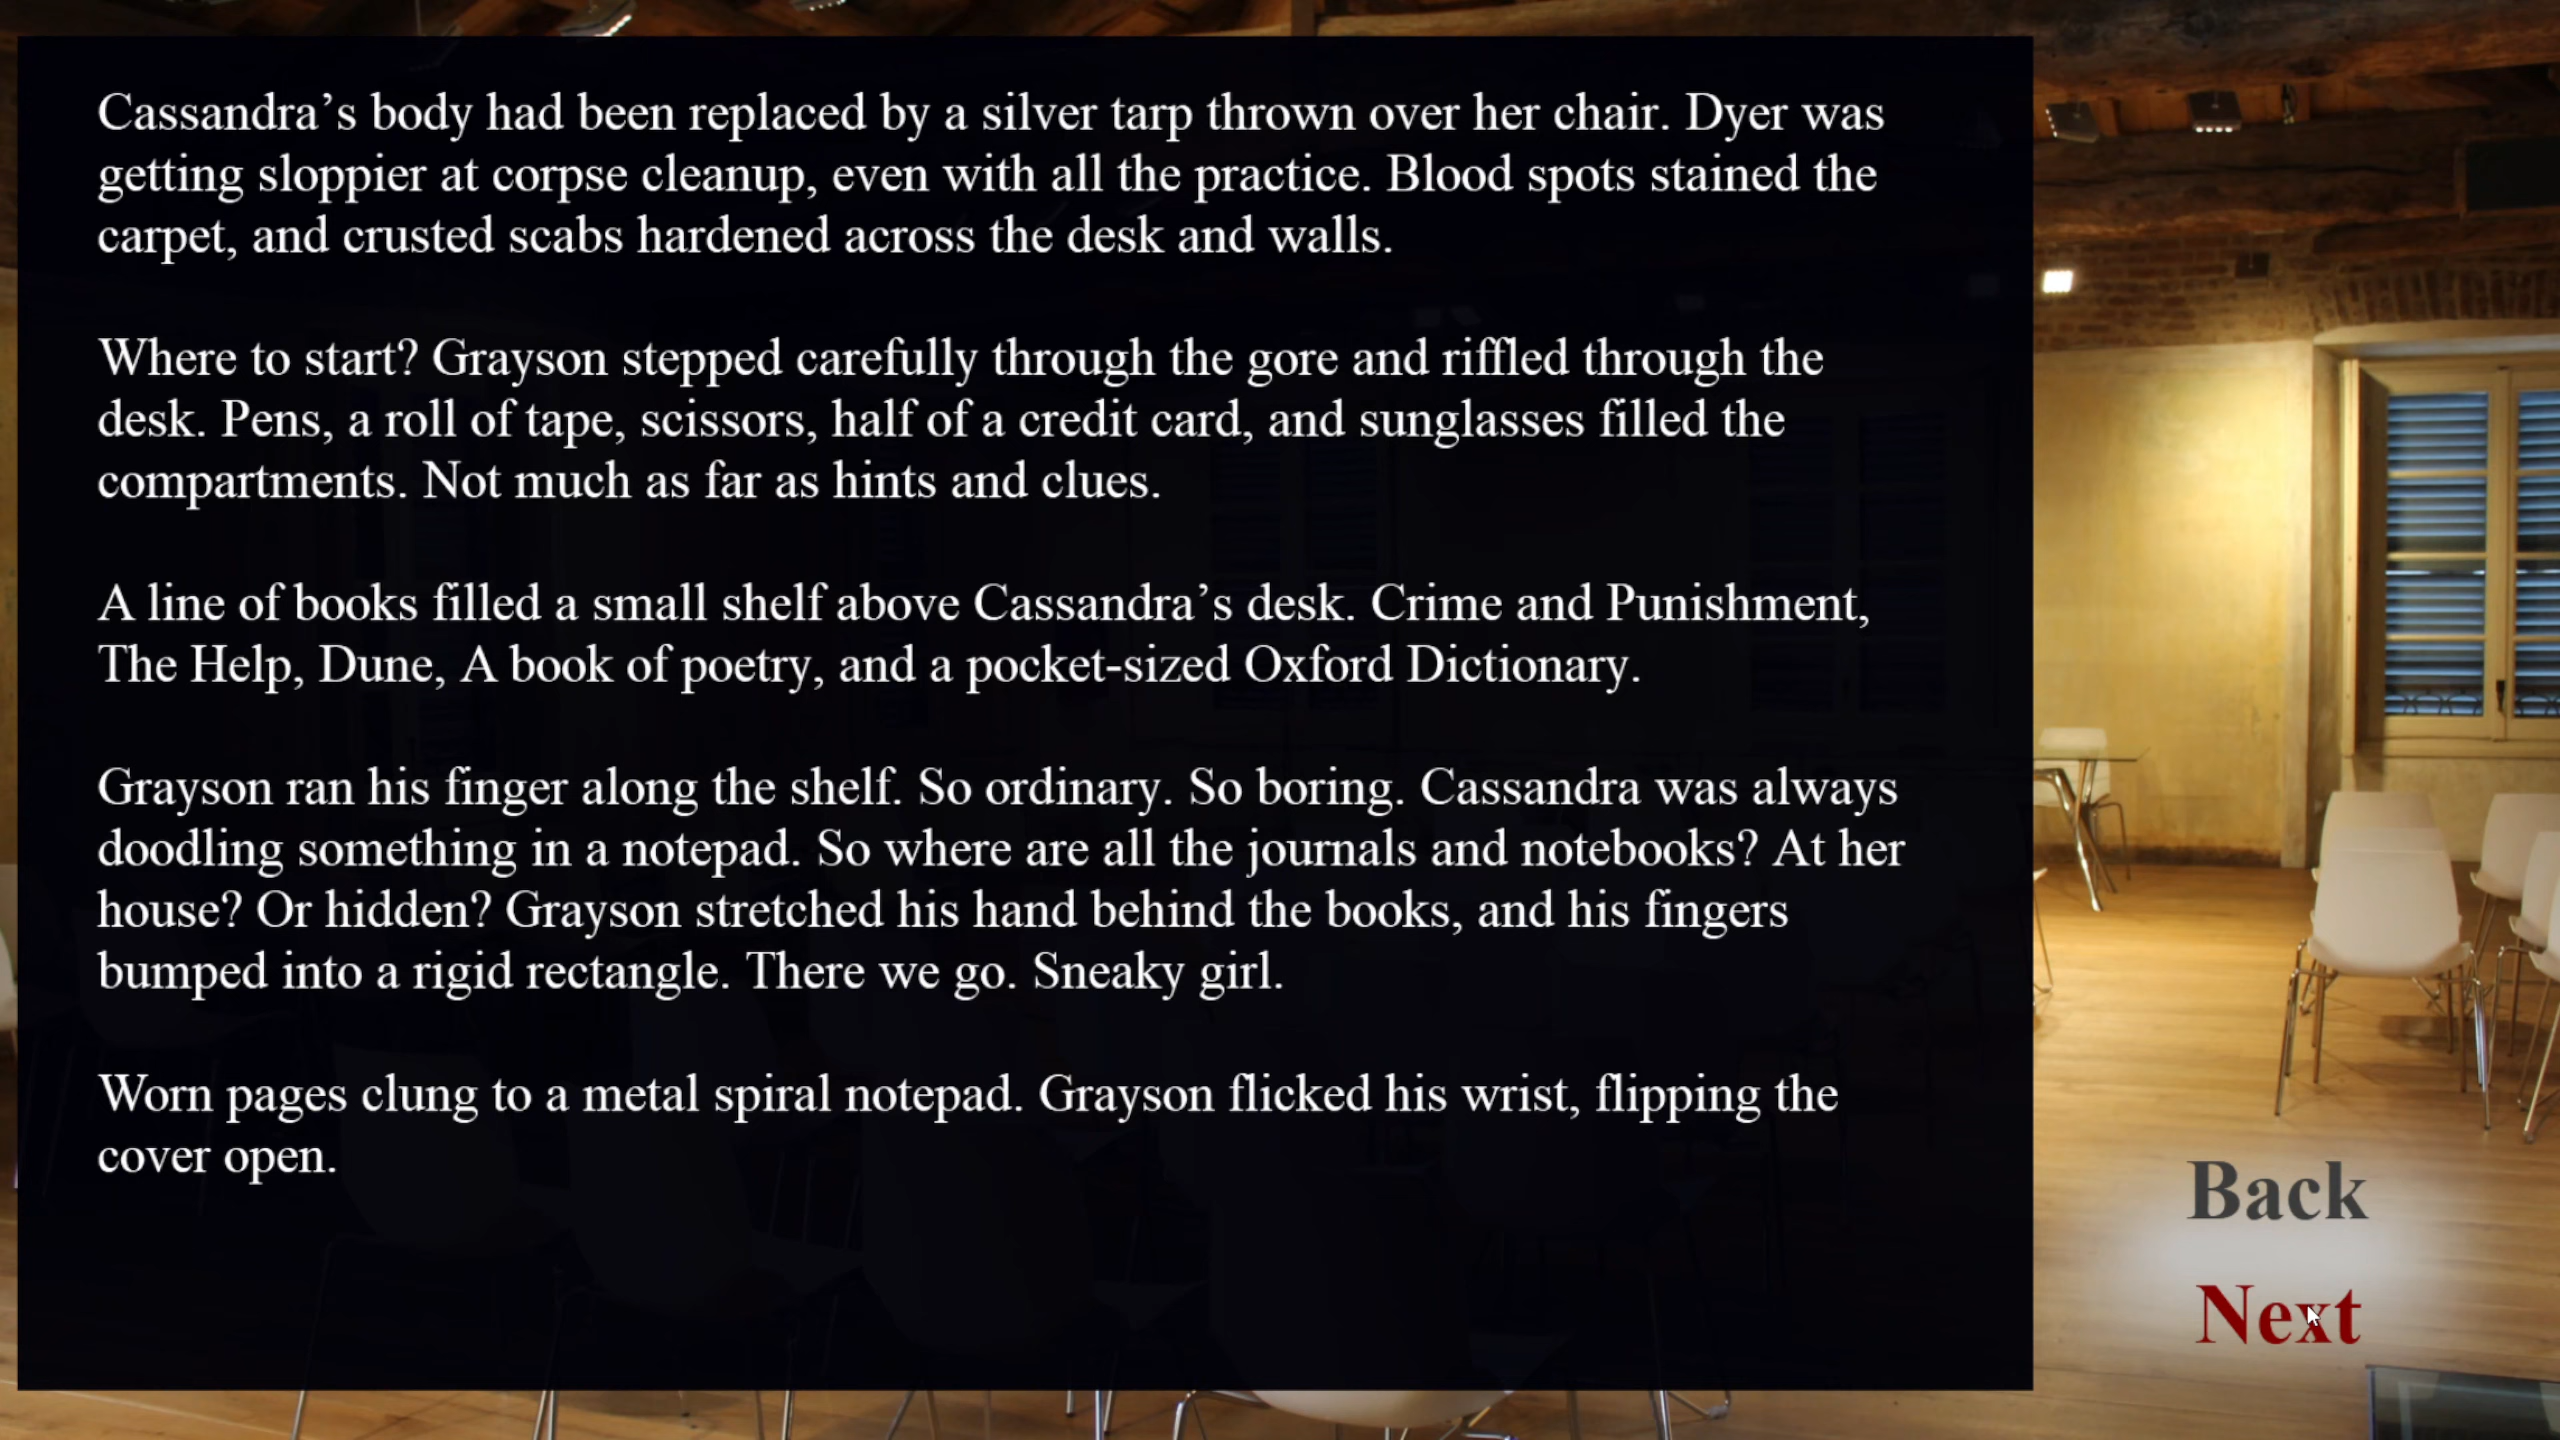 Cassandra’s body had been replaced by a silver tarp thrown over her chair. Dyer was
getting sloppier at corpse cleanup, even with all the practice. Blood spots stained the
carpet, and crusted scabs hardened across the desk and walls.
Where to start? Grayson stepped carefully through the gore and riffled through the
desk. Pens, a roll of tape, scissors, half of a credit card, and sunglasses filled the
compartments. Not much as far as hints and clues.
A line of books filled a small shelf above Cassandra’s desk. Crime and Punishment,
The Help, Dune, A book of poetry, and a pocket-sized Oxford Dictionary.
Grayson ran his finger along the shelf. So ordinary. So boring. Cassandra was always
doodling something in a notepad. So where are all the journals and notebooks? At her
house? Or hidden? Grayson stretched his hand behind the books, and his fingers
bumped into a rigid rectangle. There we go. Sneaky girl.
Worn pages clung to a metal spiral notepad. Grayson flicked his wrist, flipping the
cover open.
Back
Next